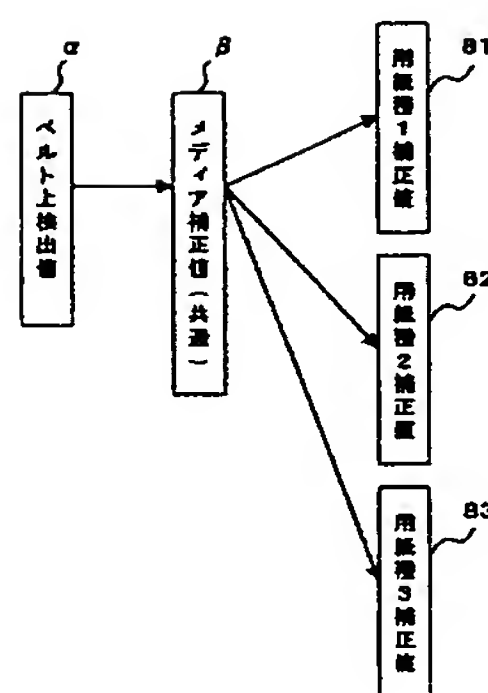 α
ベルト上検出値
β
メディア補正値(共通)
81
用紙種1補正値
82
用紙種2補正値
83
用紙種3補正値